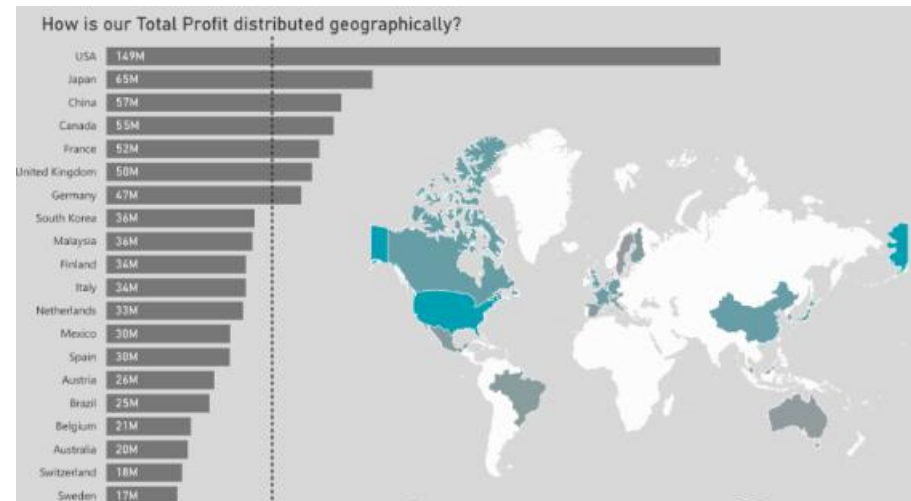 How is our Total Profit distributed geographically?
USA 149M
Japan 65M
China 57M
Canada 55M
France 52M
United Kingdom 50M
Germany 47M
South Korea 36M
Malaysia 36M
Finland 34M
Italy 34M
Netherlands 33M
Mexico 30M
Spain 30M
Austria 26M
Brazil 25M
Belgium 21M
Australia 20M
Switzerland 18M
Sweden 17M